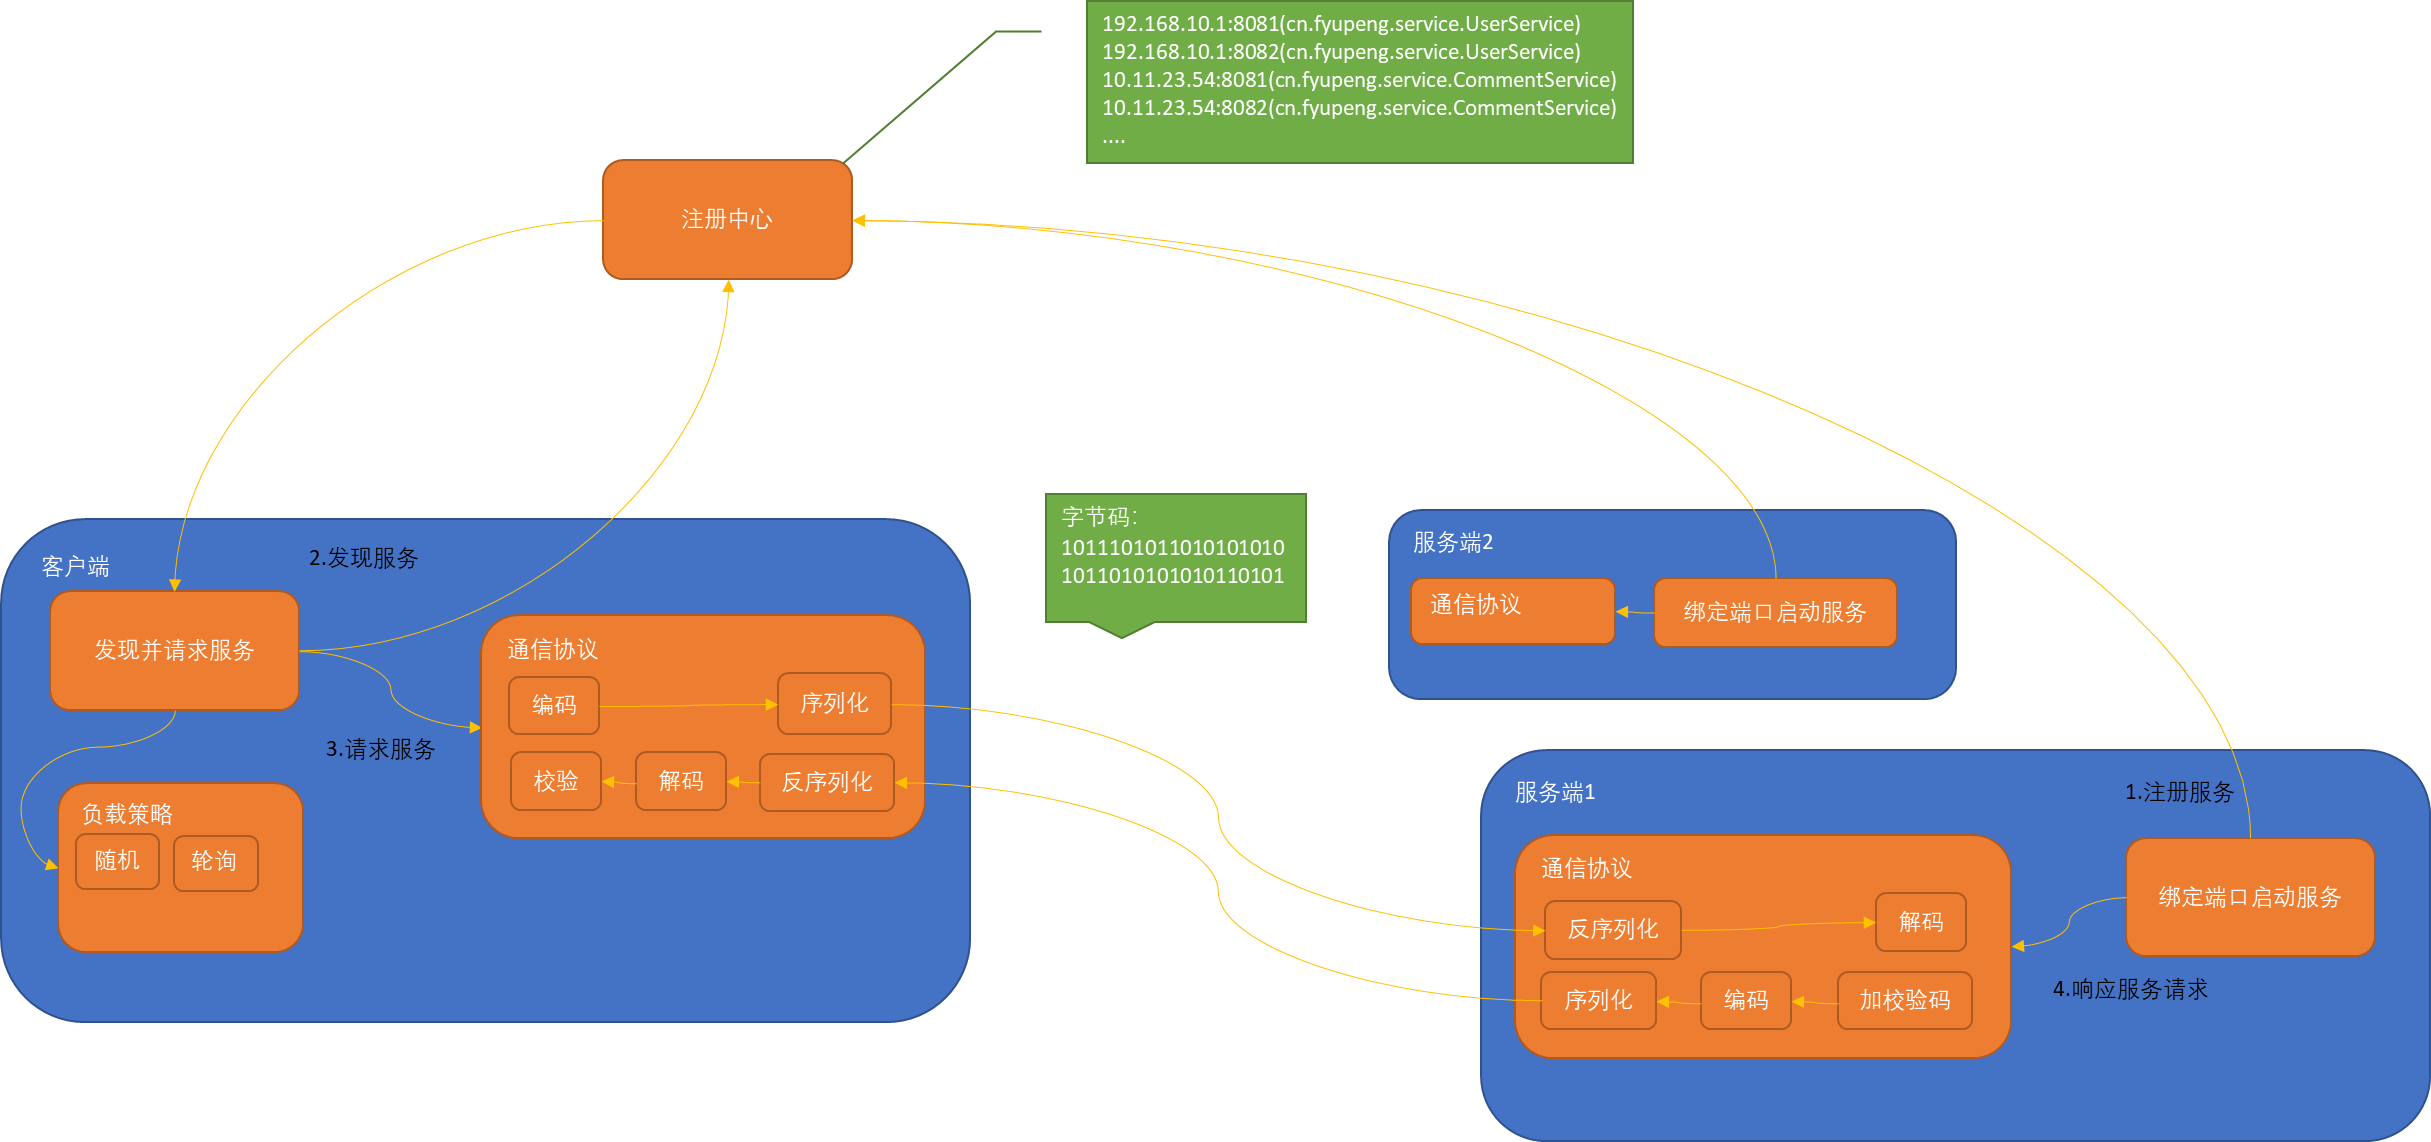 192.168.10.1:8081(cn.fyupeng.service.UserService)
192.168.10.1:8082(cn.fyupeng.service.UserService)
10.11.23.54:8081(cn.fyupeng.service.CommentService)
10.11.23.54:8082(cn.fyupeng.service.CommentService)
....
注册中心
客户端
2.发现服务
发现并请求服务
3.请求服务
负载策略
随机
轮询
通信协议
编码
序列化
校验
解码
反序列化
字节码：
1011101011010101010
1011010101010110101
服务端2
通信协议
绑定端口启动服务
服务端1
1.注册服务
通信协议
反序列化
解码
序列化
编码
加校验码
绑定端口启动服务
4.响应服务请求